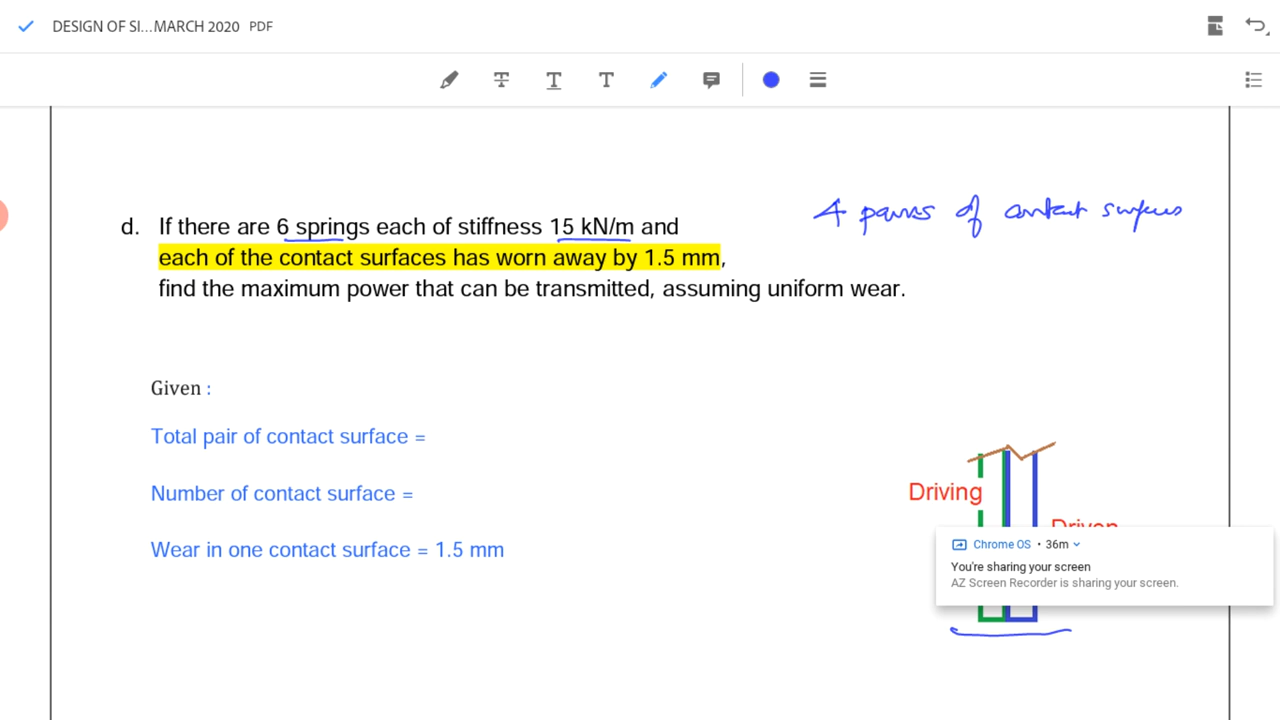 DESIGN OF SI...MARCH 2020 PDF
T T T
4 pairs of contact surfaces
d. If there are 6 springs each of stiffness 15 kN/m and
each of the contact surfaces has worn away by 1.5 mm,
find the maximum power that can be transmitted, assuming uniform wear.
Given :
Total pair of contact surface =
Number of contact surface =
Wear in one contact surface = 1.5 mm
Driving
Driven
Chrome OS • 36m
You're sharing your screen
AZ Screen Recorder is sharing your screen.